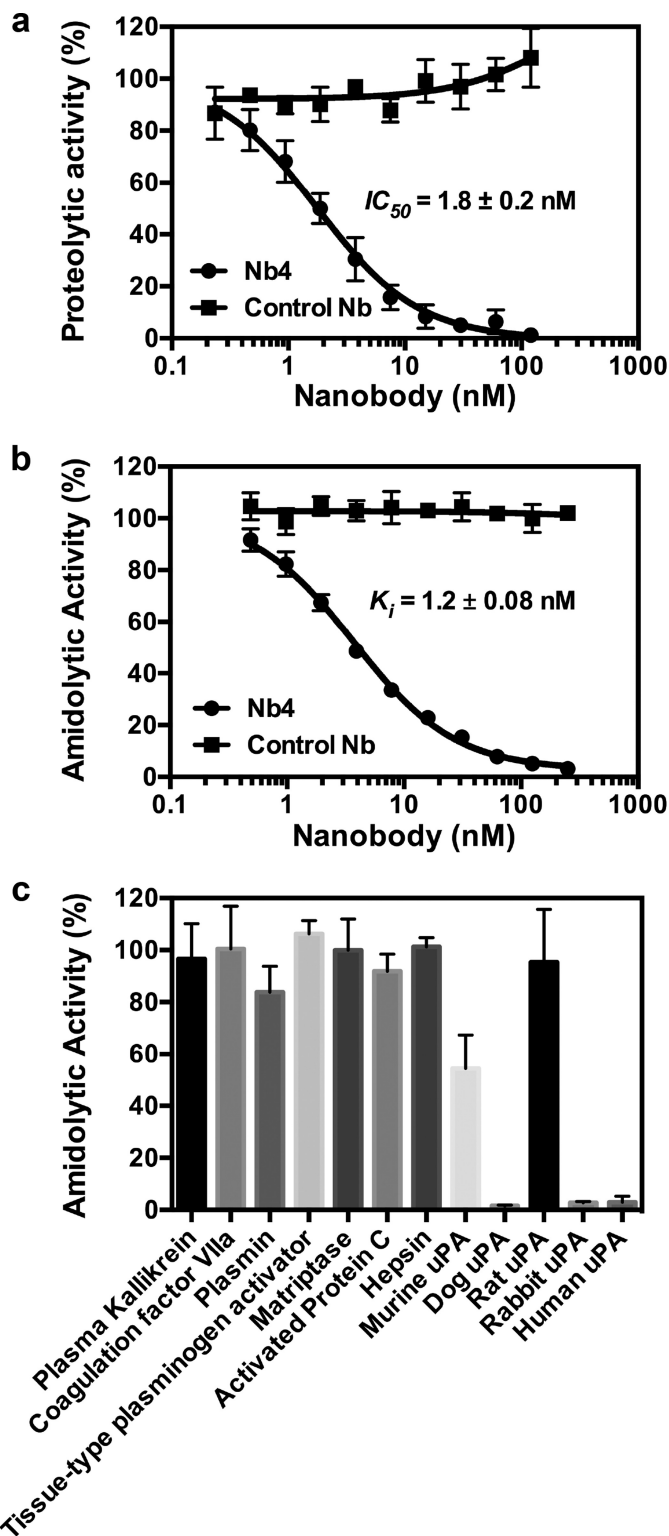 a
Proteolytic activity (%)
120
100
80
60
40
20
0
IC50 = 1.8 ± 0.2 nM
Nb4
Control Nb
0.1 1 10 100 1000
Nanobody (nM)
b
Amidolytic Activity (%)
120
100
80
60
40
20
0
Ki = 1.2 ± 0.08 nM
Nb4
Control Nb
0.1 1 10 100 1000
Nanobody (nM)
c
Amidolytic Activity (%)
120
100
80
60
40
20
0
Plasma Kallikrein
Coagulation factor VIIa
Plasmin
Tissue-type plasminogen activator
Matriptase
Activated Protein C
Hepsin
Murine uPA
Dog uPA
Rat uPA
Rabbit uPA
Human uPA